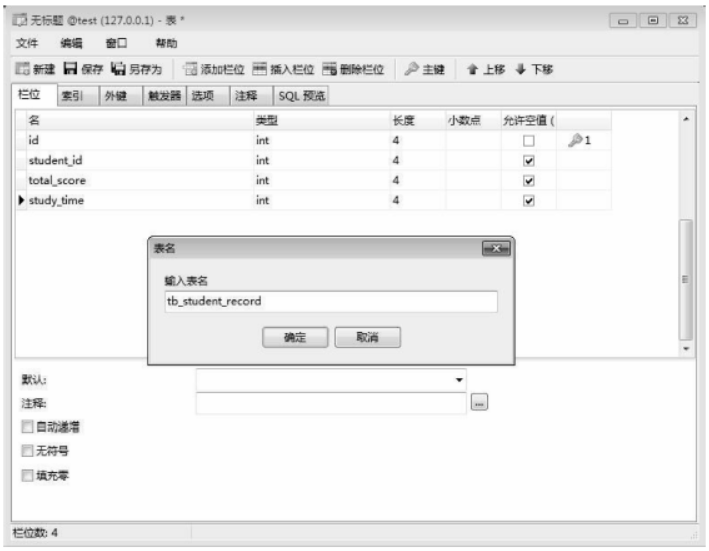 无标题 @test (127.0.0.1) - 表 *
文件 编辑 窗口 帮助
新建 保存 另存为 添加栏位 插入栏位 删除栏位 主键 上移 下移
栏位 索引 外键 触发器 选项 注释 SQL 预览
名 类型 长度 小数点 允许空值 (
id int 4 1
student_id int 4
total_score int 4
study_time int 4
表名
输入表名
tb_student_record
确定 取消
默认:
注释: ...
自动递增
无符号
填充零
栏位数: 4